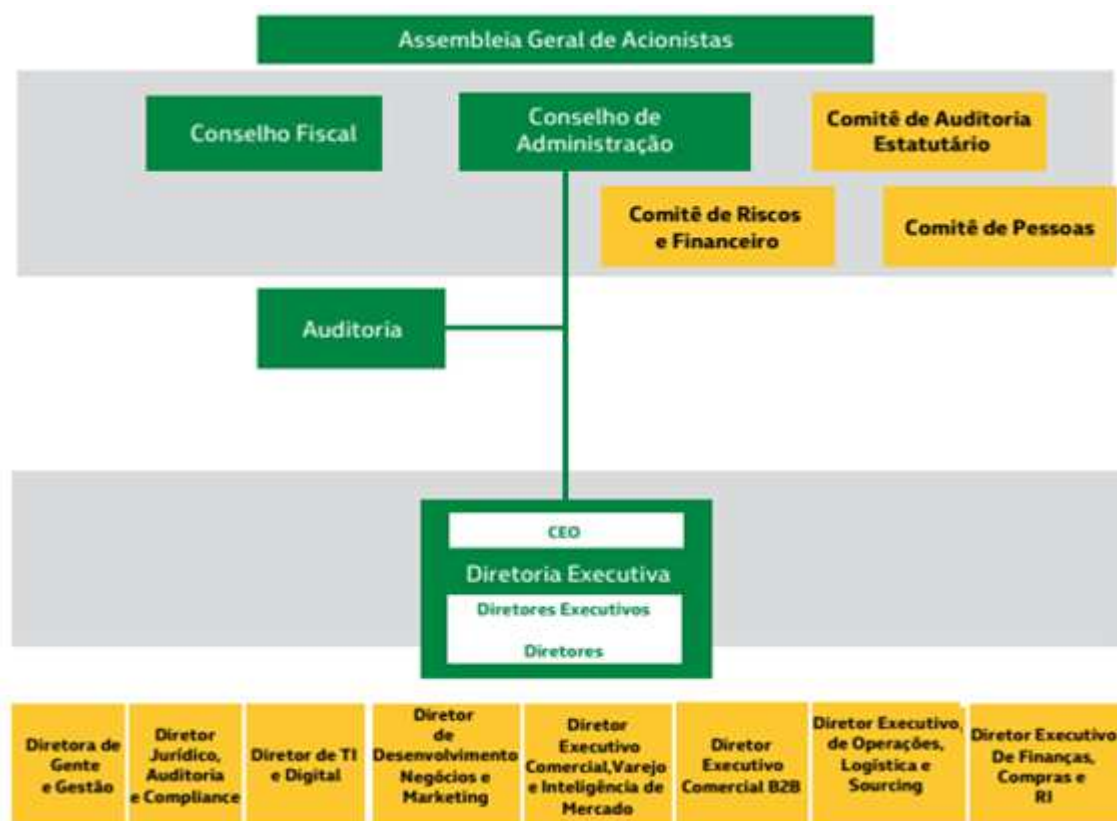 Assembleia Geral de Acionistas
Conselho Fiscal
Conselho de
Administração
Comitê de Auditoria
Estatutário
Comitê de Riscos
e Financeiro
Comitê de Pessoas
Auditoria
CEO
Diretoria Executiva
Diretores Executivos
Diretores
Diretora de
Gente
e Gestão
Diretor
Jurídico,
Auditoria
e Compliance
Diretor de TI
e Digital
Diretor
de
Desenvolvimento
Negócios e
Marketing
Diretor
Executivo
Comercial,Varejo
e Inteligência de
Mercado
Diretor
Executivo
Comercial B2B
Diretor Executivo,
de Operações,
Logística e
Sourcing
Diretor Executivo
De Finanças,
Compras e
RI